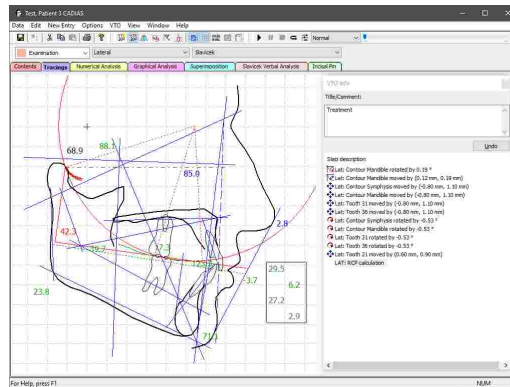 Test, Patient 3 CADIAS
Data Edit New Entry Options VTO View Window Help
Normal
Examination Lateral Slavicek
Contents Tracings Numerical Analysis Graphical Analysis Superimposition Slavicek Verbal Analysis Incisal Pin
VTO Info
Title/Comment:
Treatment
Undo
Step description
Lat: Contour Mandible rotated by 0.19 °
Lat: Contour Mandible moved by (0.12 mm, 0.19 mm)
Lat: Contour Symphysis moved by (-0.80 mm, 1.10 mm)
Lat: Contour Mandible moved by (-0.80 mm, 1.10 mm)
Lat: Tooth 31 moved by (-0.80 mm, 1.10 mm)
Lat: Tooth 36 moved by (-0.80 mm, 1.10 mm)
Lat: Contour Symphysis rotated by -0.53 °
Lat: Contour Mandible rotated by -0.53 °
Lat: Tooth 21 rotated by -0.53 °
Lat: Tooth 36 rotated by -0.53 °
Lat: Tooth 21 moved by (0.60 mm, 0.90 mm)
LAT: RCP calculation
68.9
88.1
85.0
42.3
2.8
23.8
-3.7
29.5
6.2
27.2
2.9
For Help, press F1
NUM